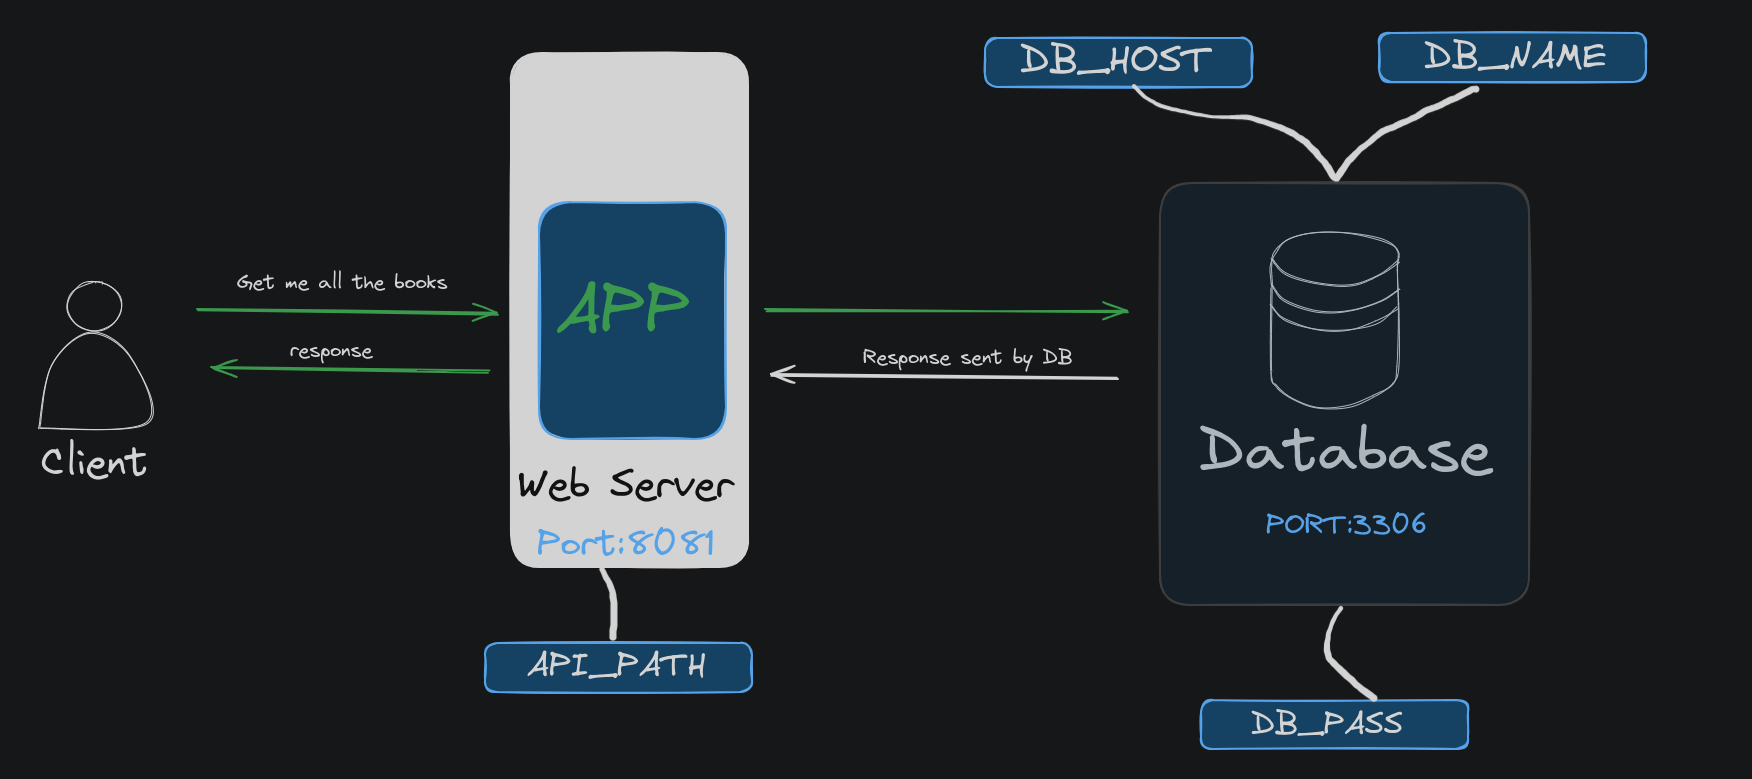 DB_HOST
DB_NAME
Get me all the books
response
Client
APP
Web Server
Port:8081
API_PATH
Response sent by DB
Database
PORT:3306
DB_PASS